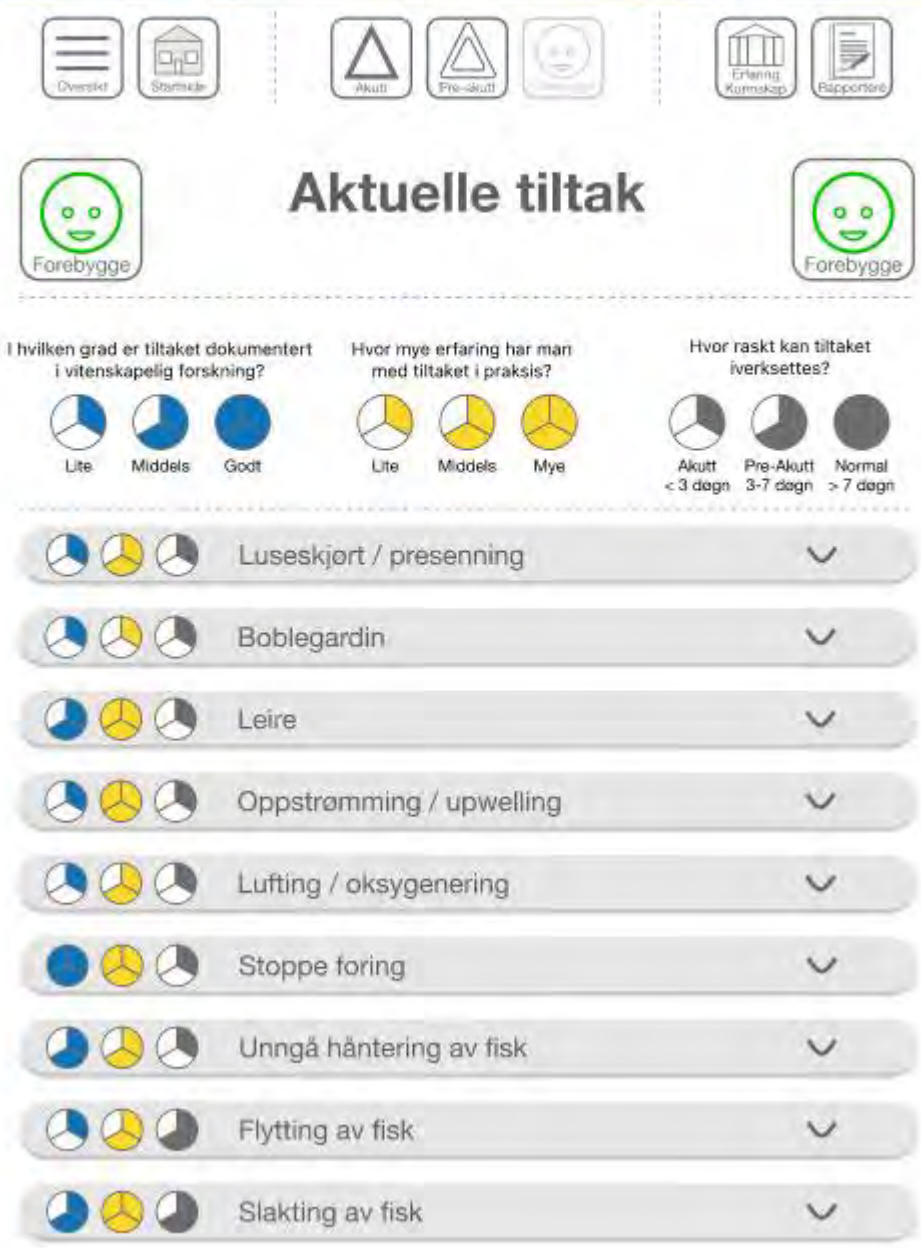 Oversikt
Startside
Akutt
Pre-akutt
Erfaring
Kunnskap
Rapportere
Forebygge
Aktuelle tiltak
Forebygge
I hvilken grad er tiltaket dokumentert
i vitenskapelig forskning?
Lite
Middels
Godt
Hvor mye erfaring har man
med tiltaket i praksis?
Lite
Middels
Mye
Hvor raskt kan tiltaket
iverksettes?
Akutt
< 3 døgn
Pre-Akutt
3-7 døgn
Normal
> 7 døgn
Luseskjørt / presenning
Boblegardin
Leire
Oppstrømming / upwelling
Lufting / oksygenering
Stoppe foring
Unngå håntering av fisk
Flytting av fisk
Slakting av fisk